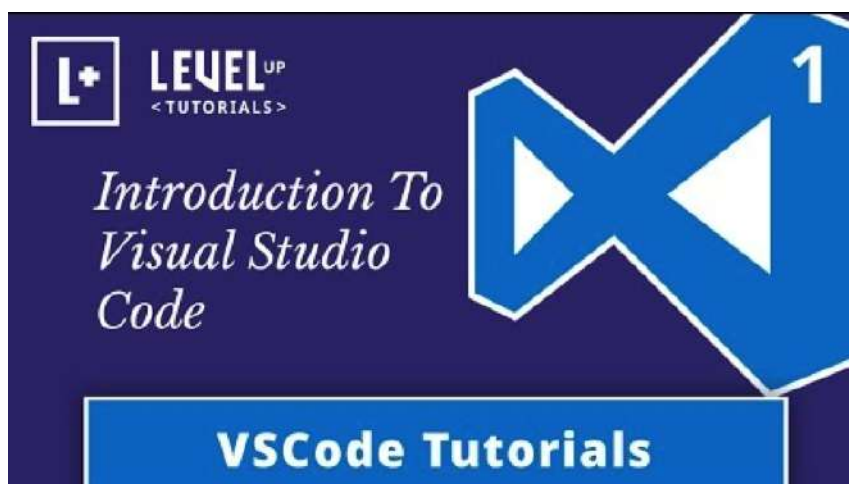 L+
LEVEL UP
<TUTORIALS>
1
Introduction To
Visual Studio
Code
VSCode Tutorials